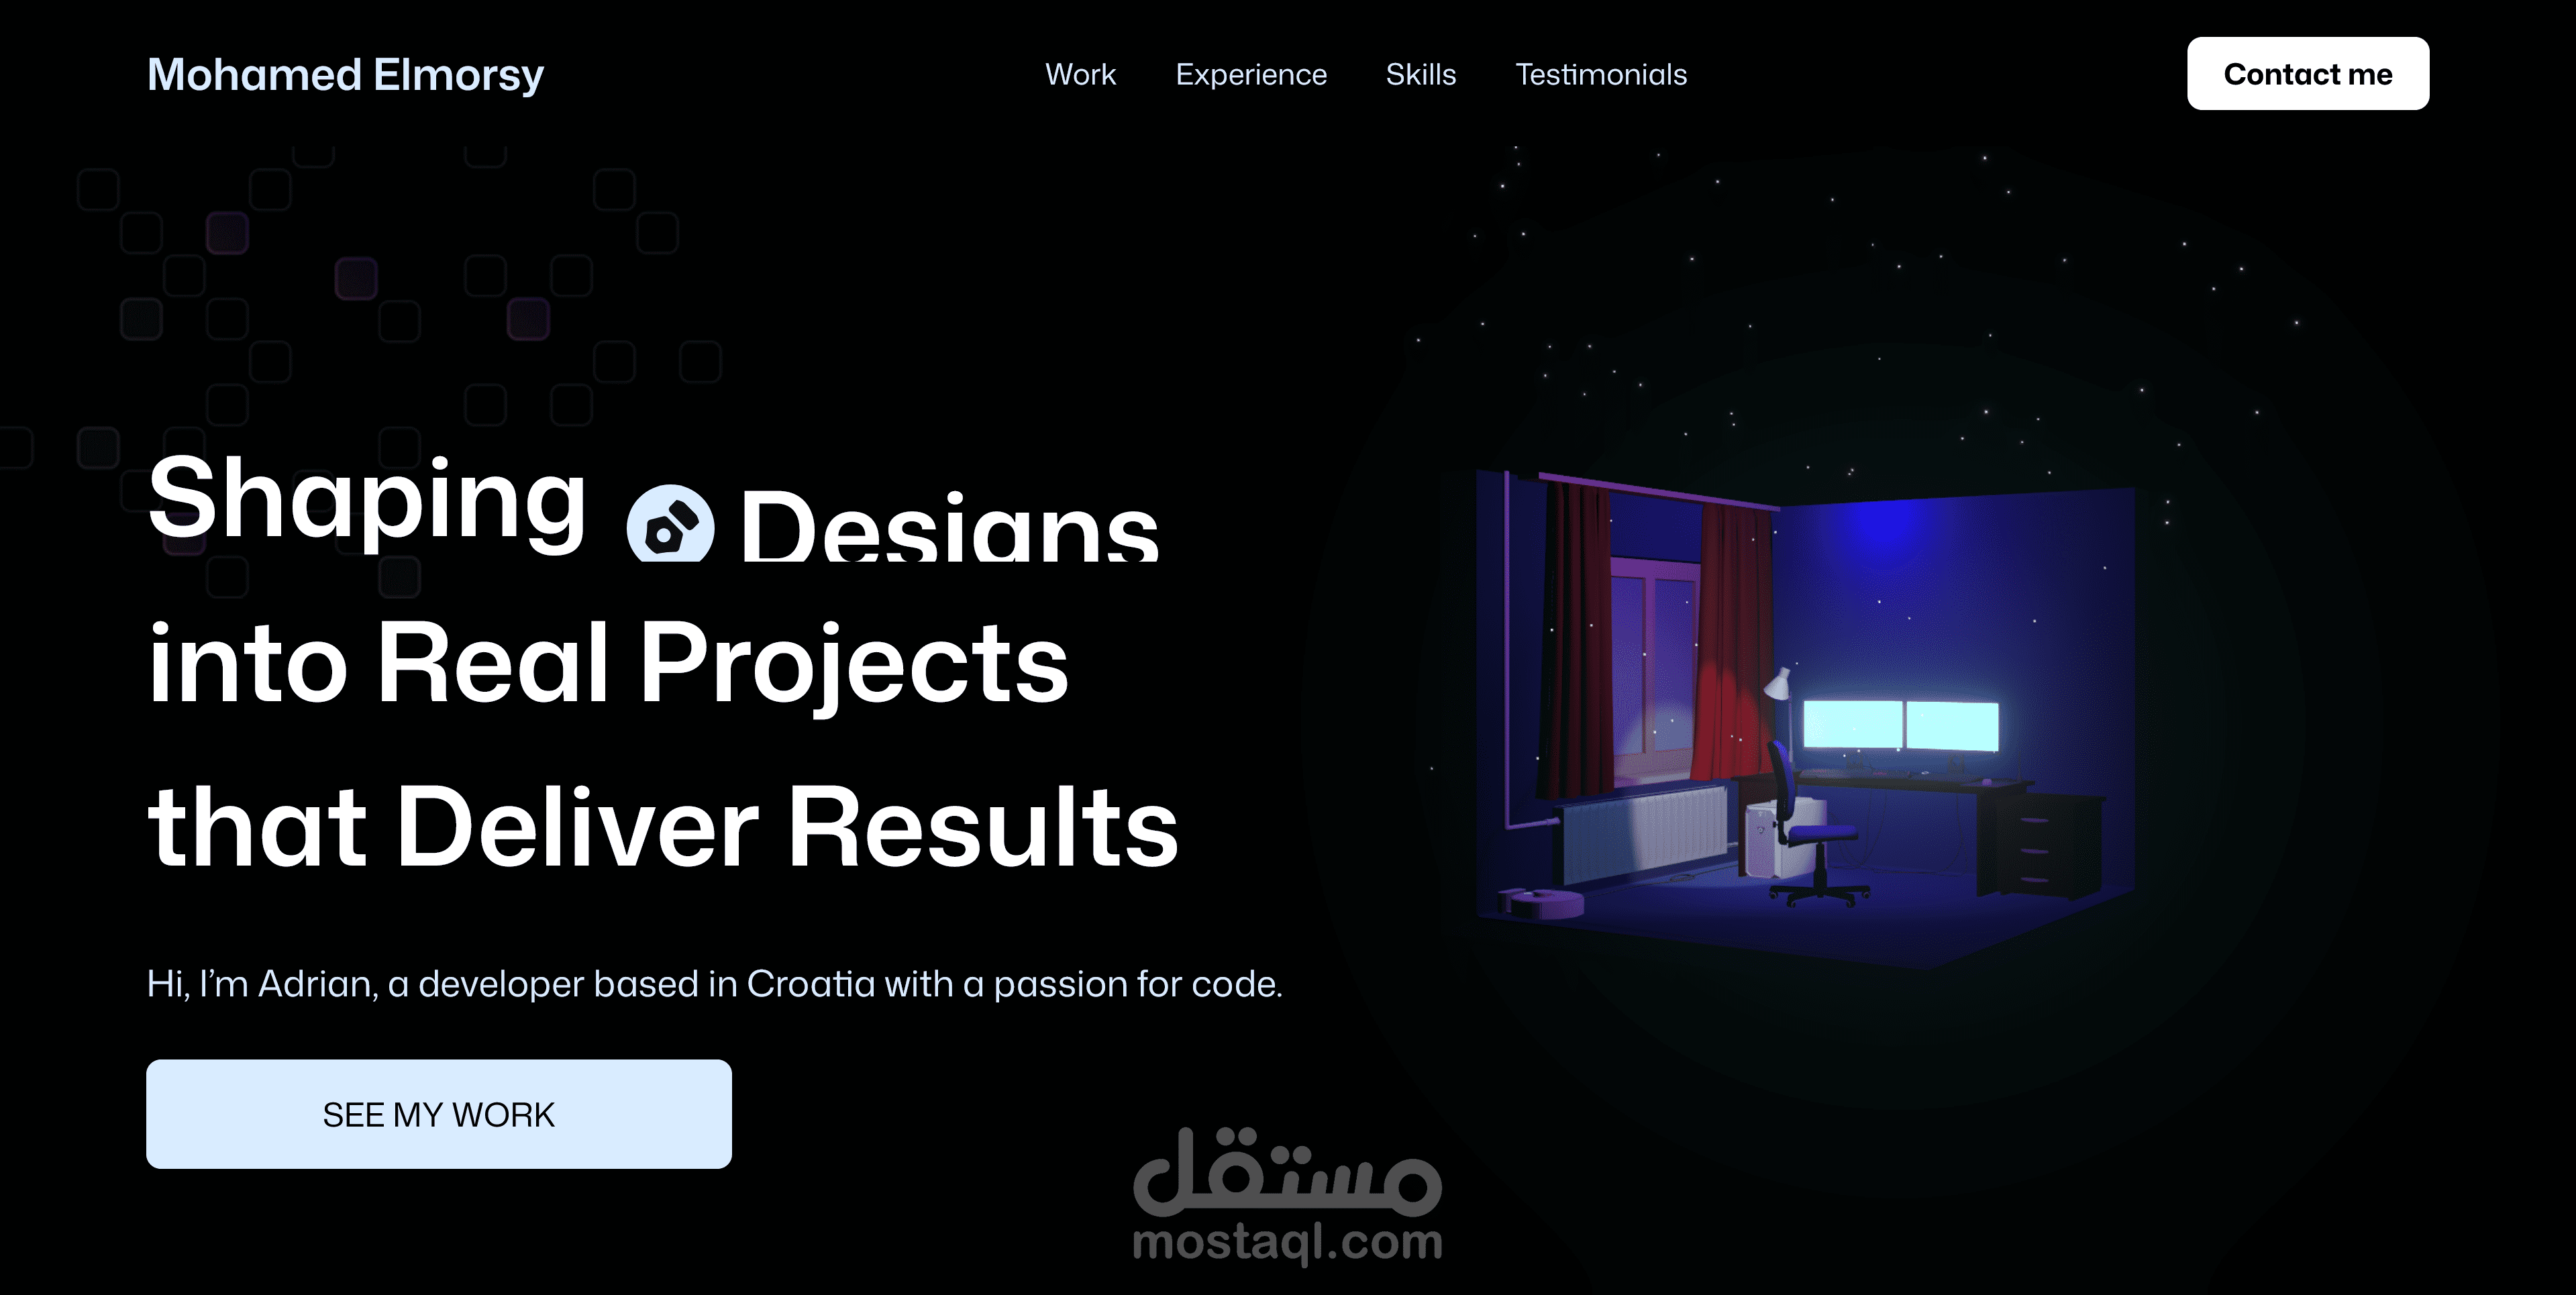 Mohamed Elmorsy
Work Experience Skills Testimonials
Contact me
Shaping Designs
into Real Projects
that Deliver Results
Hi, I’m Adrian, a developer based in Croatia with a passion for code.
SEE MY WORK
مستقل
mostaql.com